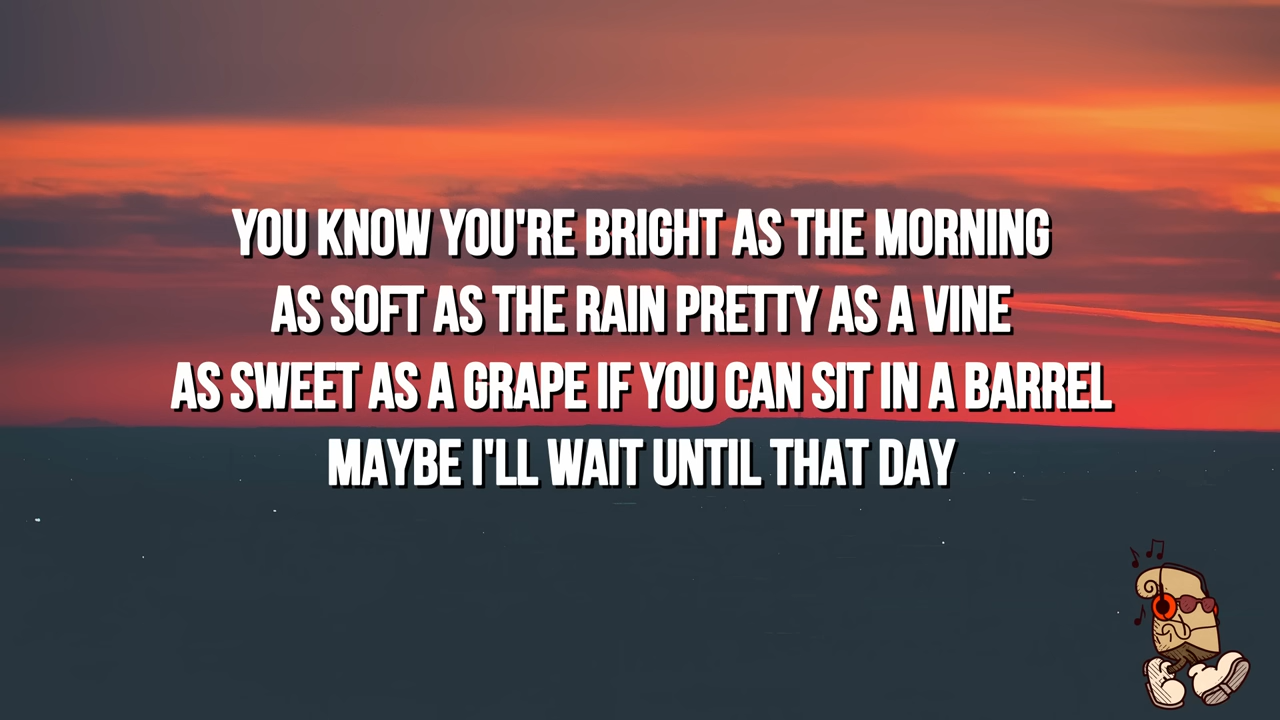 YOU KNOW YOU'RE BRIGHT AS THE MORNING
AS SOFT AS THE RAIN PRETTY AS A VINE
AS SWEET AS A GRAPE IF YOU CAN SIT IN A BARREL
MAYBE I'LL WAIT UNTIL THAT DAY